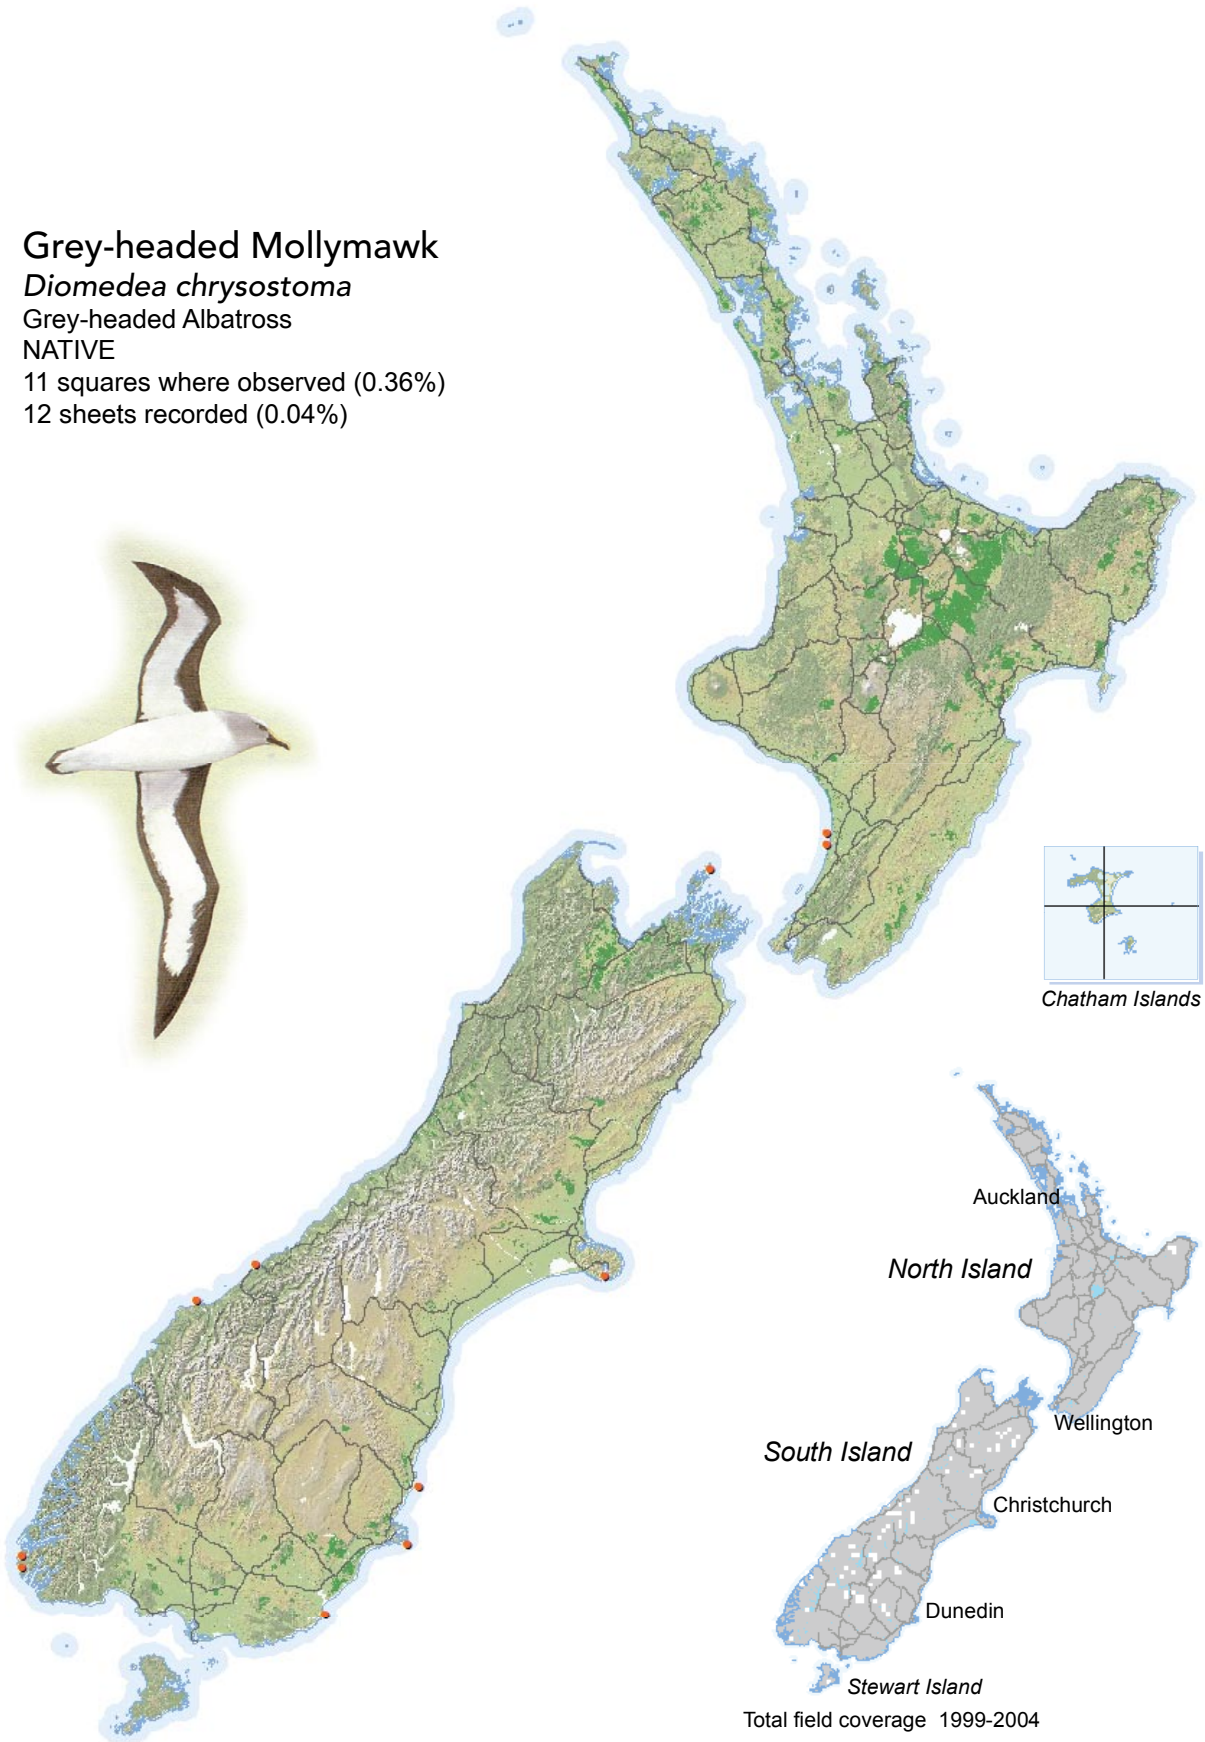 Grey-headed Mollymawk
Diomedea chrysostoma
Grey-headed Albatross
NATIVE
11 squares where observed (0.36%)
12 sheets recorded (0.04%)
Chatham Islands
Auckland
North Island
Wellington
South Island
Christchurch
Dunedin
Stewart Island
Total field coverage 1999-2004